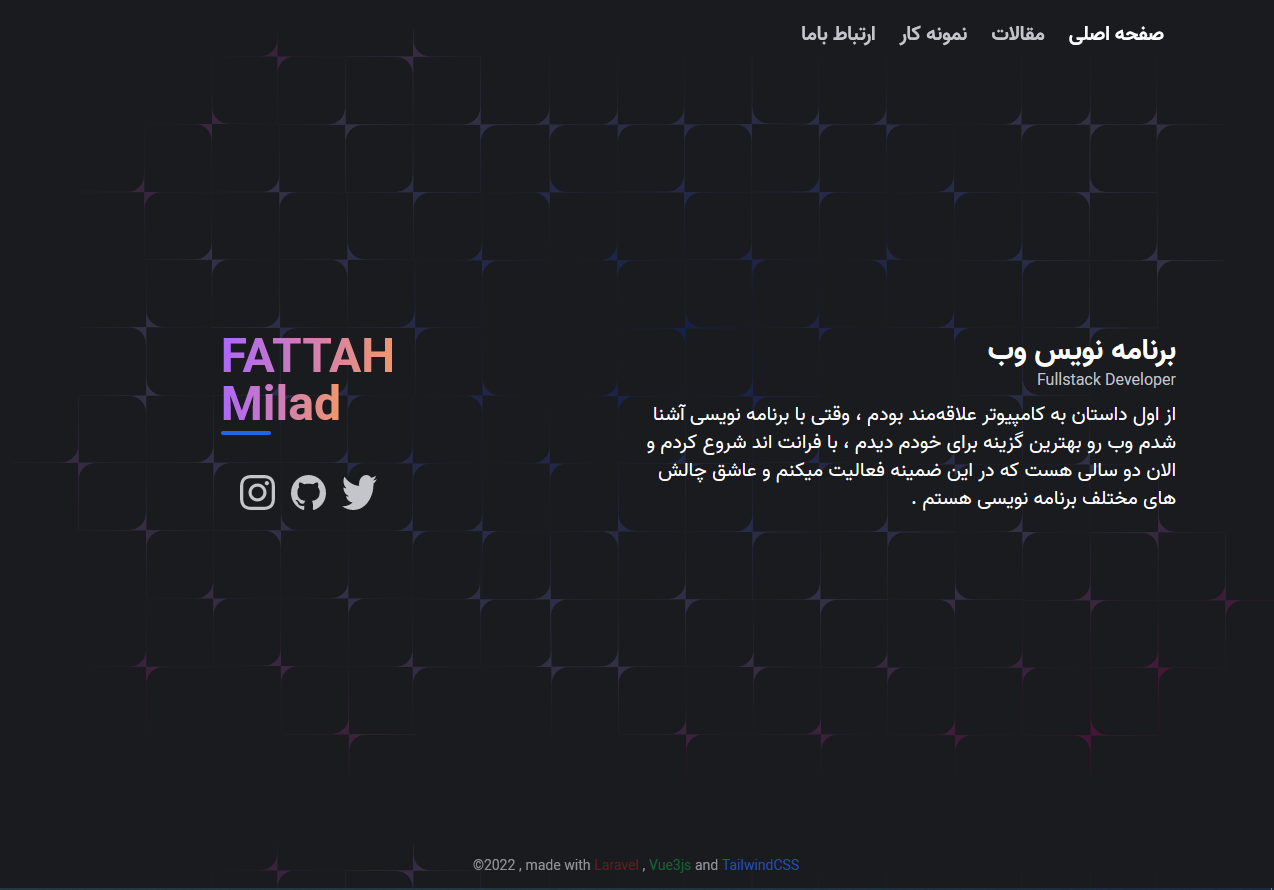 صفحه اصلی مقالات نمونه کار ارتباط باما
برنامه نویس وب
Fullstack Developer
از اول داستان به کامپیوتر علاقه‌مند بودم ، وقتی با برنامه نویسی آشنا
شدم وب رو بهترین گزینه برای خودم دیدم ، با فرانت اند شروع کردم و
الان دو سالی هست که در این ضمینه فعالیت میکنم و عاشق چالش
های مختلف برنامه نویسی هستم .
FATTAH
Milad
©2022 , made with Laravel , Vue3js and TailwindCSS